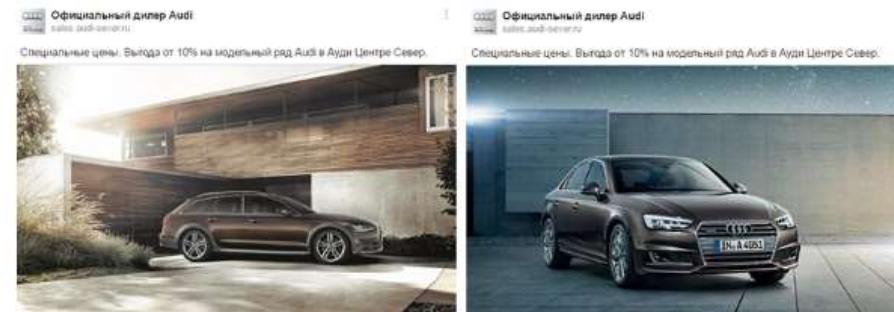 Официальный дилер Audi
sales.audi-sever.ru
Специальные цены. Выгода от 10% на модельный ряд Audi в Ауди Центре Север.
Официальный дилер Audi
sales.audi-sever.ru
Специальные цены. Выгода от 10% на модельный ряд Audi в Ауди Центре Север.
IN A 4051